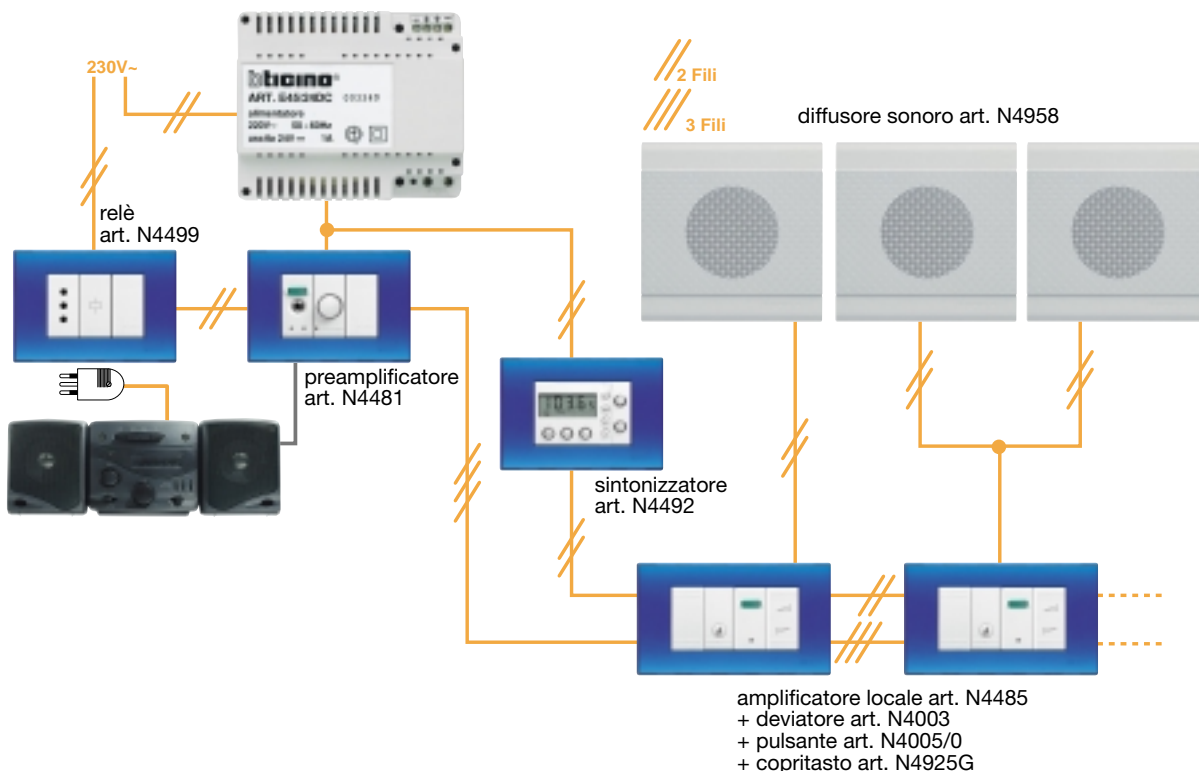 230V~
bticino
ART. E45/24DC
alimentatore
2 Fili
3 Fili
diffusore sonoro art. N4958
relè
art. N4499
preamplificatore
art. N4481
sintonizzatore
art. N4492
amplificatore locale art. N4485
+ deviatore art. N4003
+ pulsante art. N4005/0
+ copritasto art. N4925G